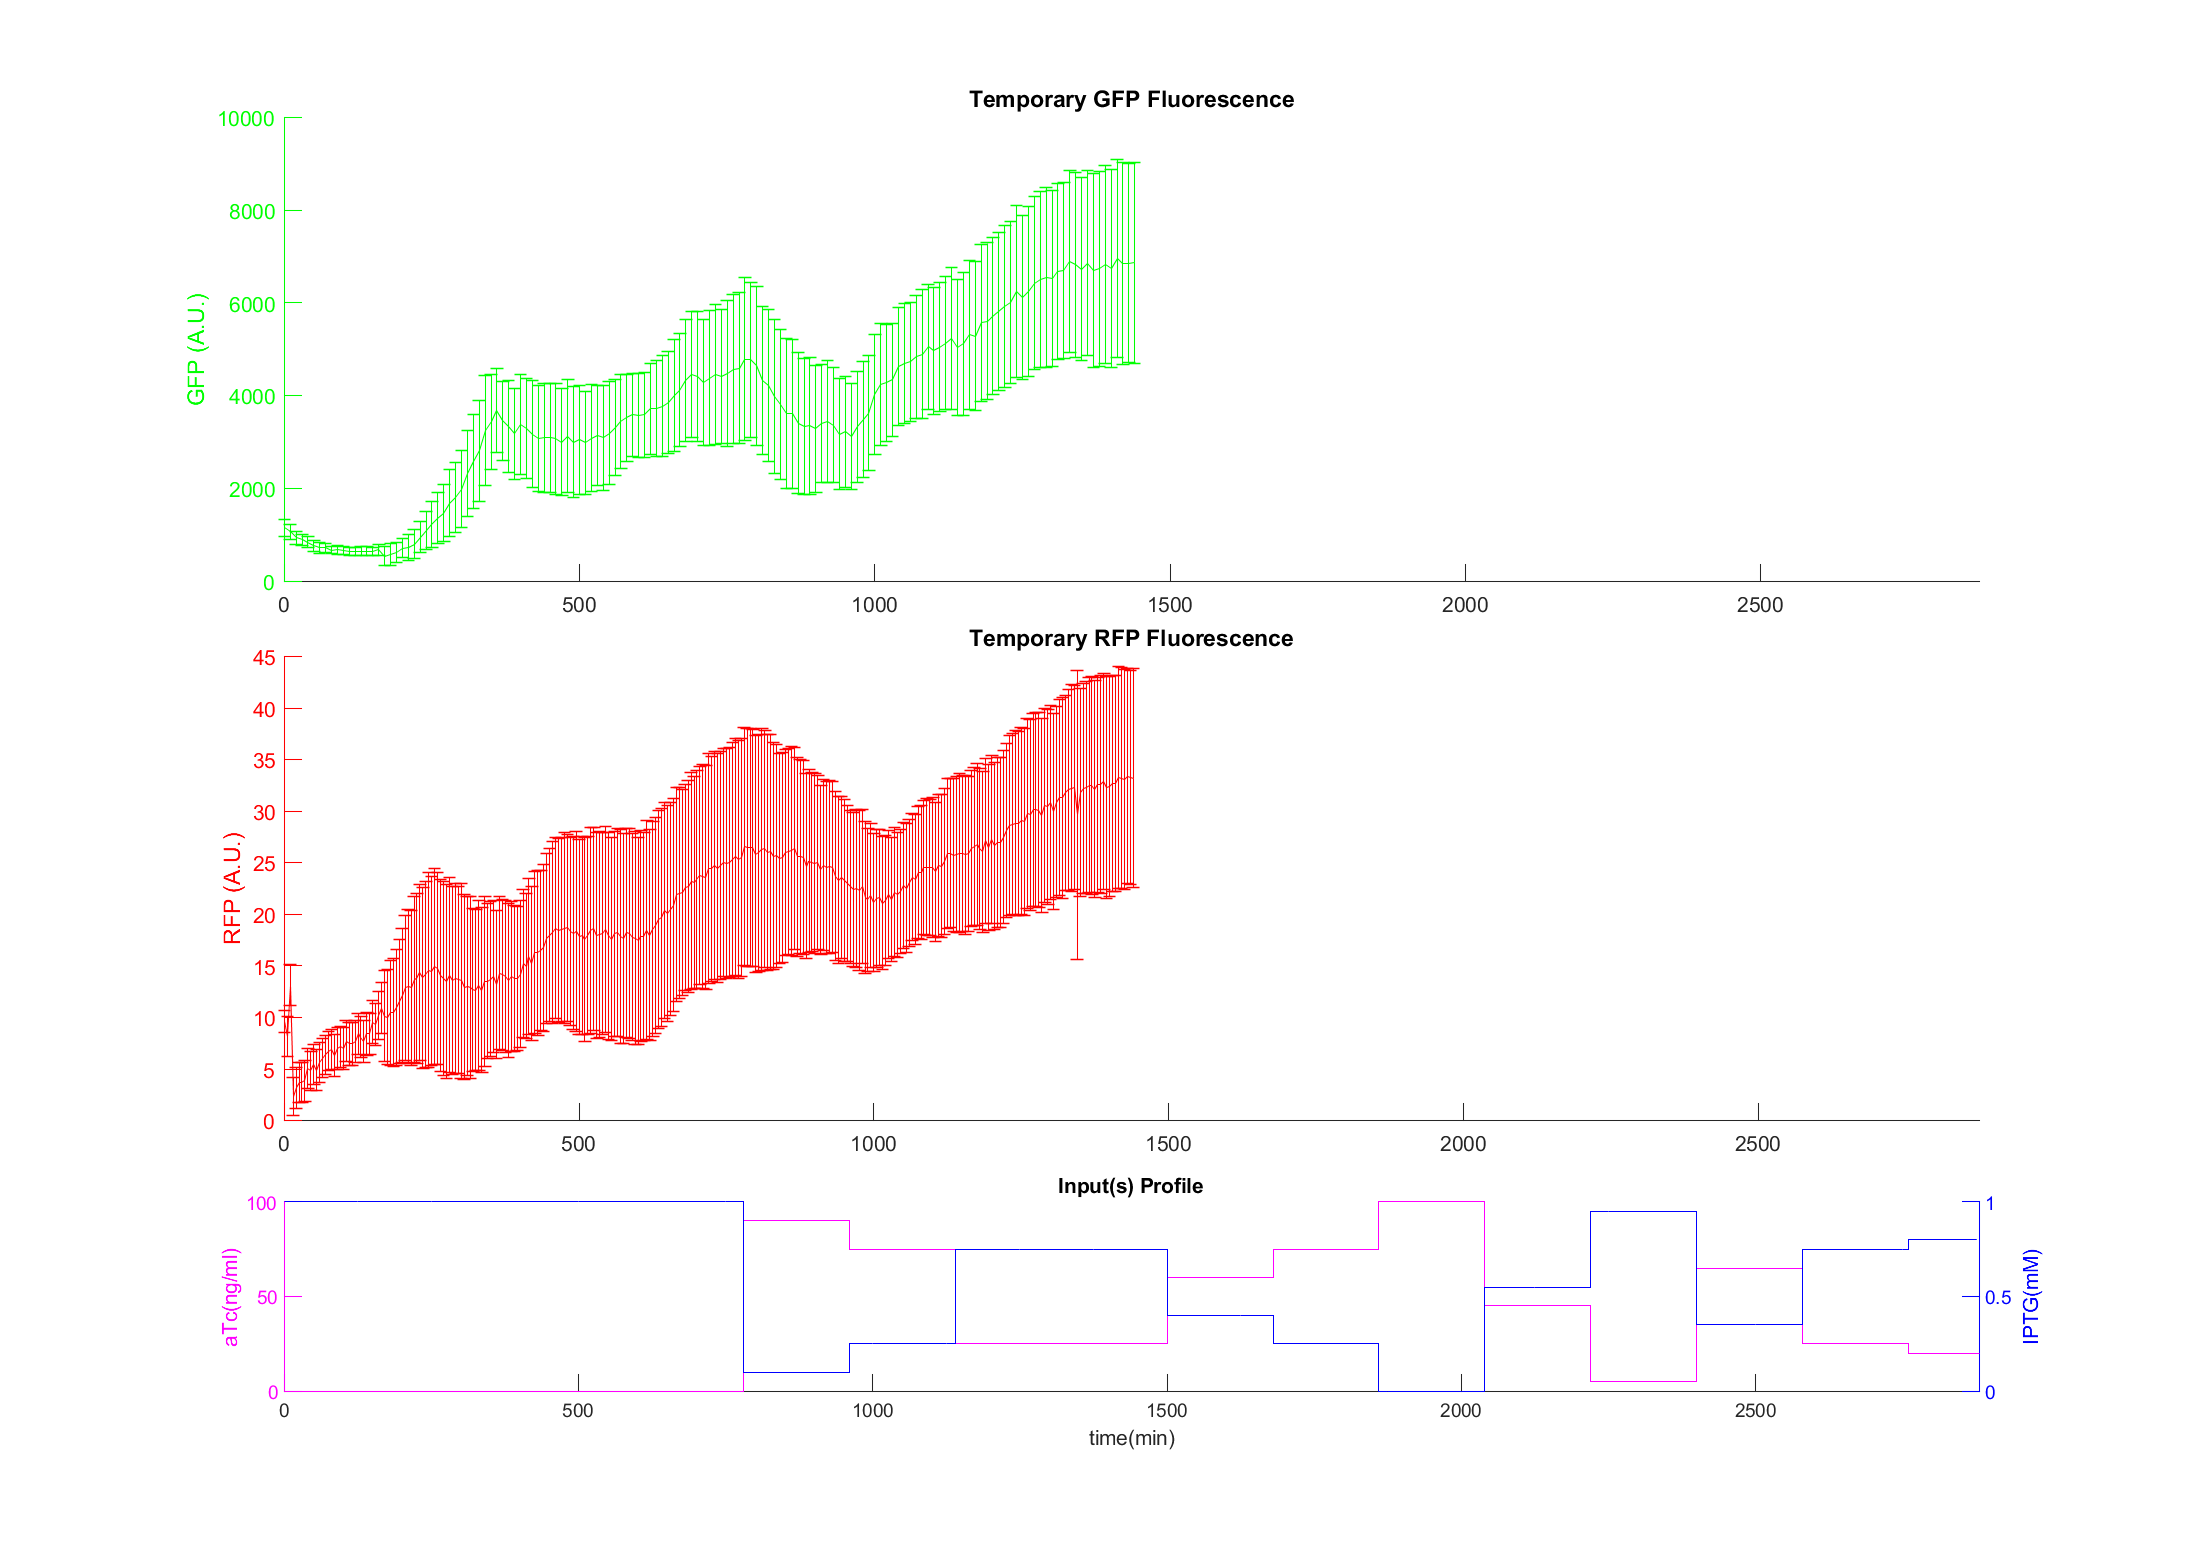 Temporary GFP Fluorescence
10000
8000
6000
4000
2000
0
GFP (A.U.)
0 500 1000 1500 2000 2500
Temporary RFP Fluorescence
45
40
35
30
25
20
15
10
5
0
RFP (A.U.)
0 500 1000 1500 2000 2500
Input(s) Profile
100
50
0
aTc(ng/ml)
1
0.5
0
IPTG(mM)
0 500 1000 1500 2000 2500
time(min)